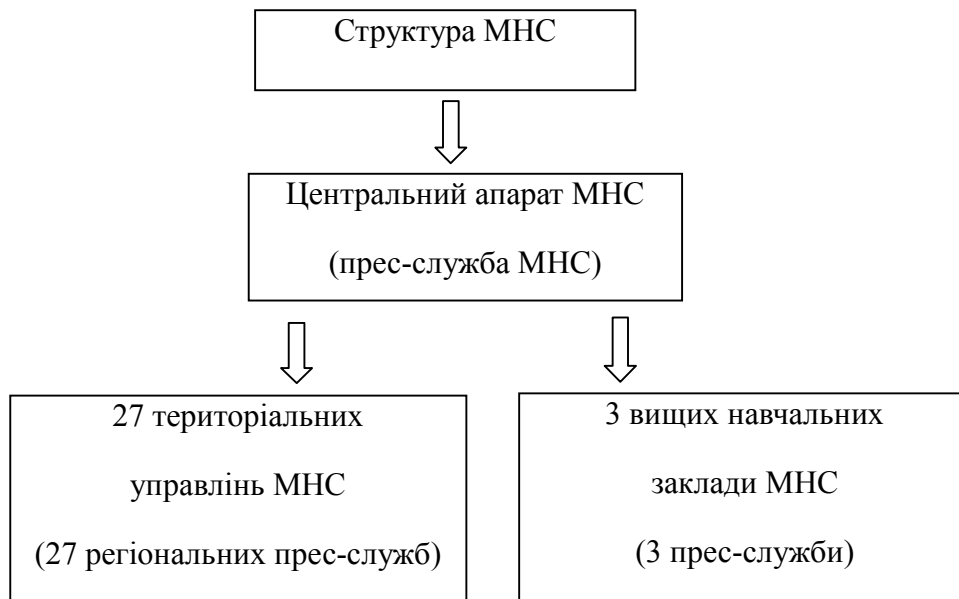 Структура МНС
Центральний апарат МНС
(прес-служба МНС)
27 територіальних
управлінь МНС
(27 регіональних прес-служб)
3 вищих навчальних
заклади МНС
(3 прес-служби)